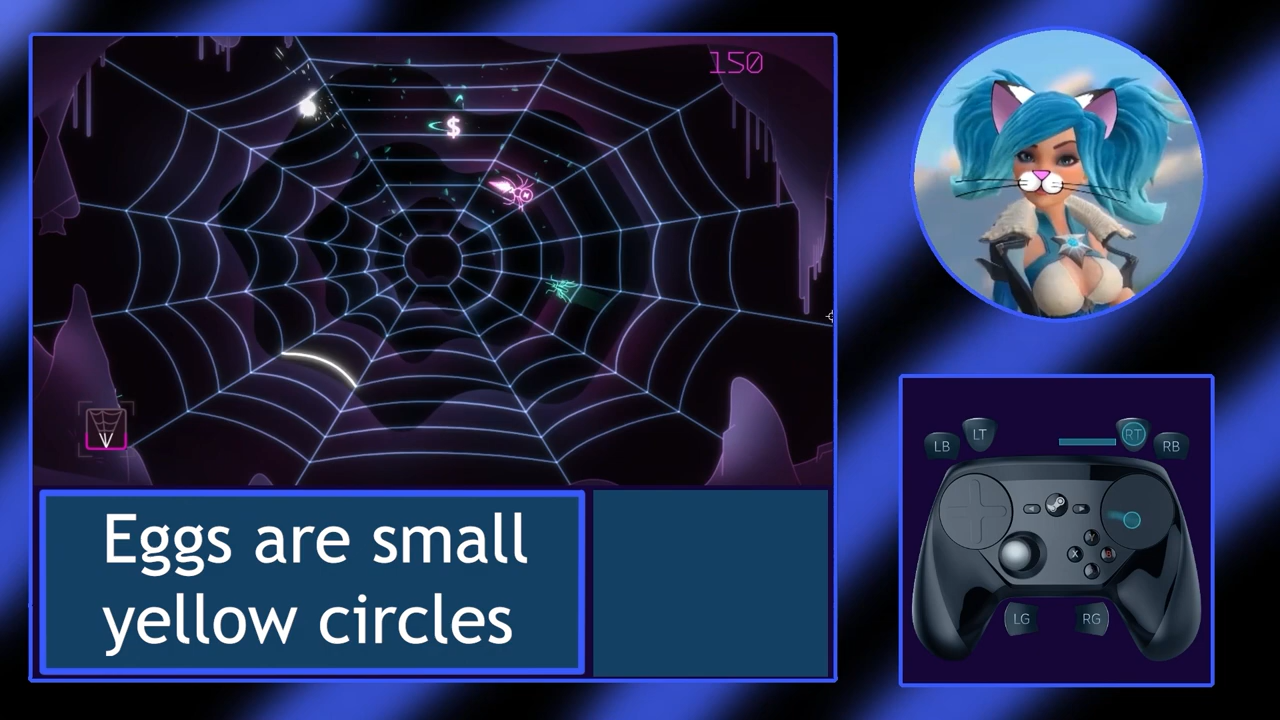 150
$
Eggs are small
yellow circles
LB
LT
RT
RB
Y
X
B
LG
RG